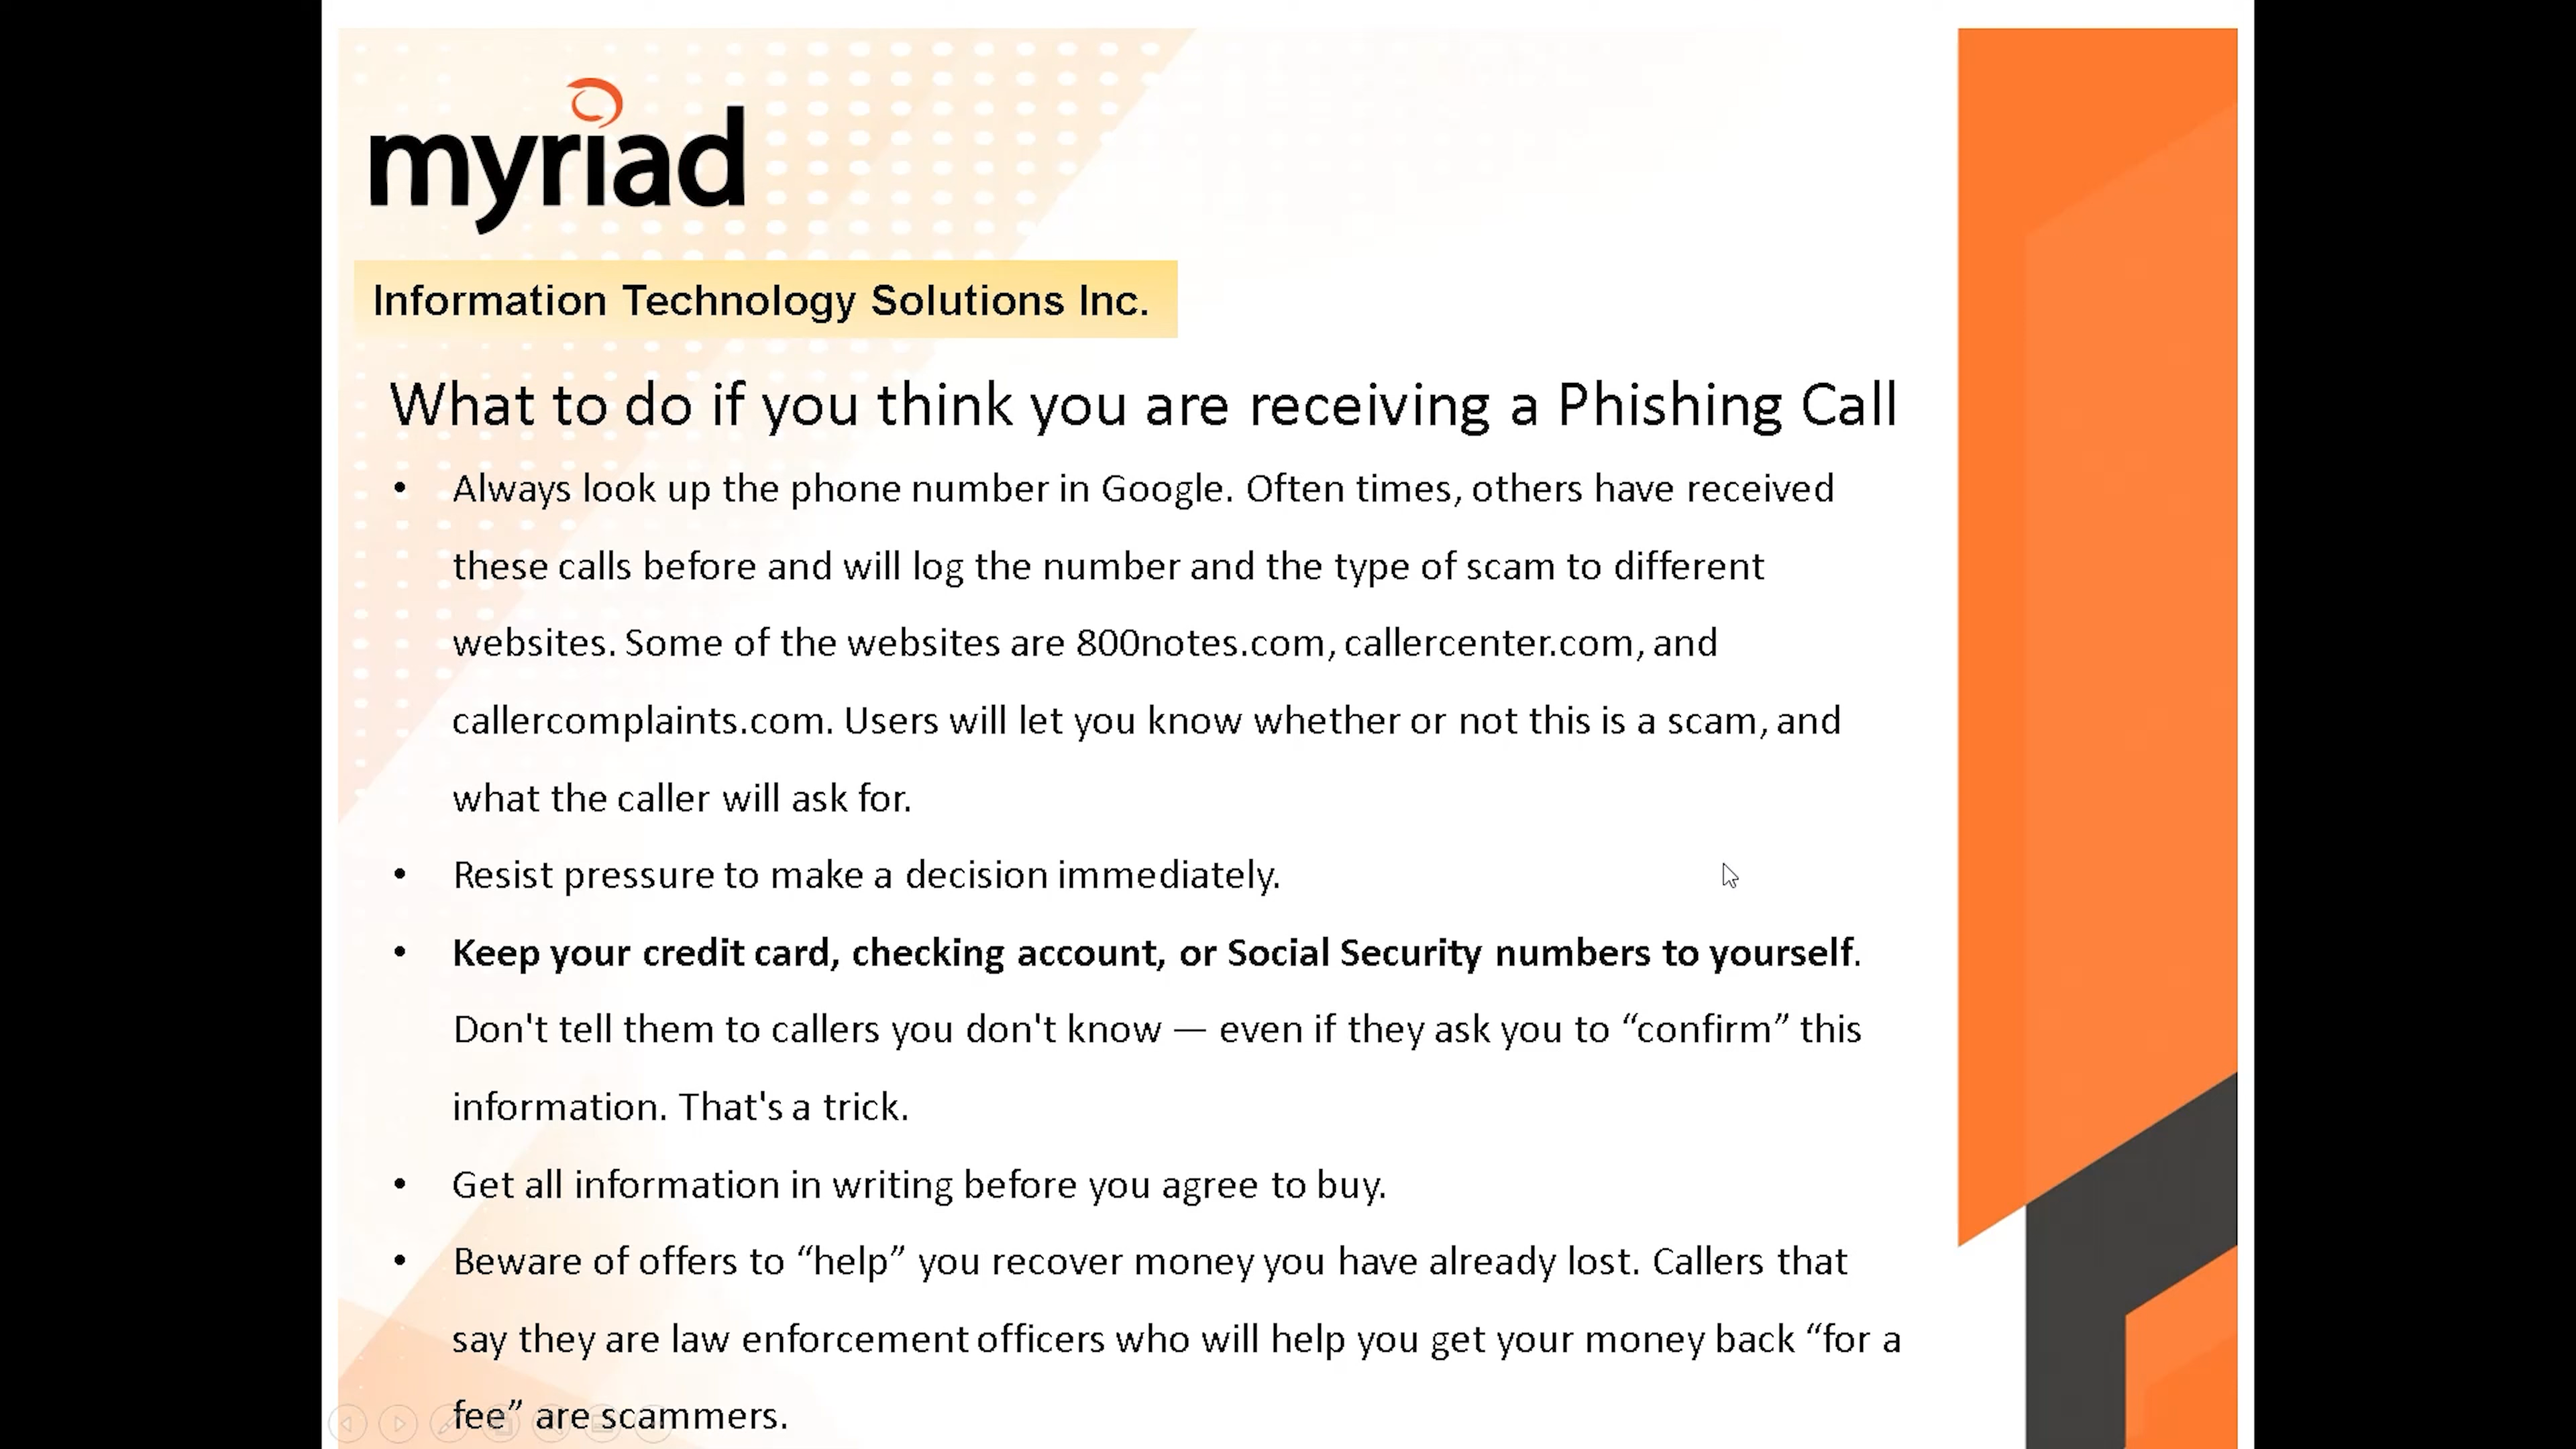 myriad
Information Technology Solutions Inc.
What to do if you think you are receiving a Phishing Call
• Always look up the phone number in Google. Often times, others have received
these calls before and will log the number and the type of scam to different
websites. Some of the websites are 800notes.com, callercenter.com, and
callercomplaints.com. Users will let you know whether or not this is a scam, and
what the caller will ask for.
• Resist pressure to make a decision immediately.
• Keep your credit card, checking account, or Social Security numbers to yourself.
Don't tell them to callers you don't know — even if they ask you to “confirm” this
information. That's a trick.
• Get all information in writing before you agree to buy.
• Beware of offers to “help” you recover money you have already lost. Callers that
say they are law enforcement officers who will help you get your money back “for a
fee” are scammers.